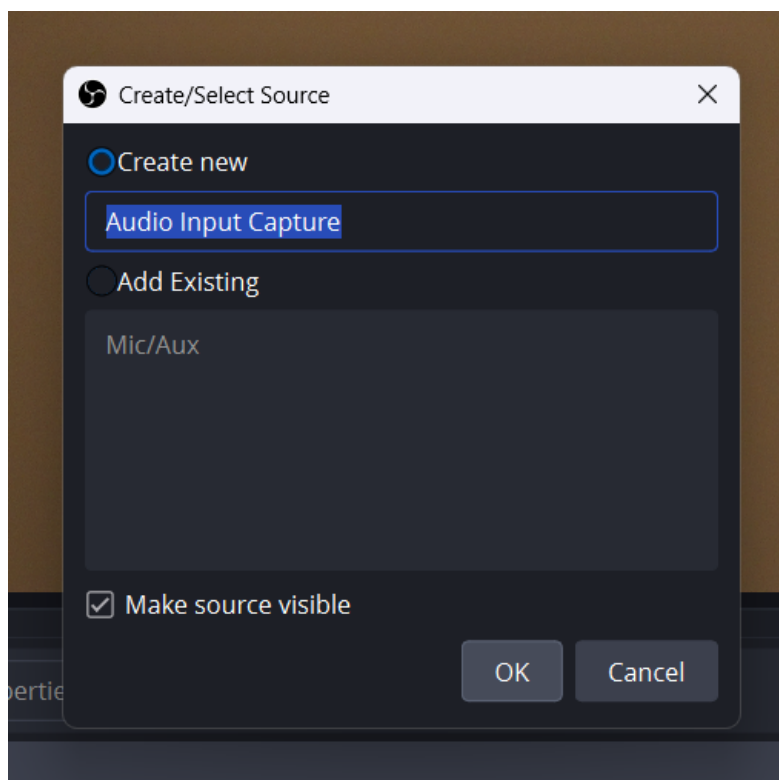 Create/Select Source
Create new
Audio Input Capture
Add Existing
Mic/Aux
Make source visible
OK Cancel